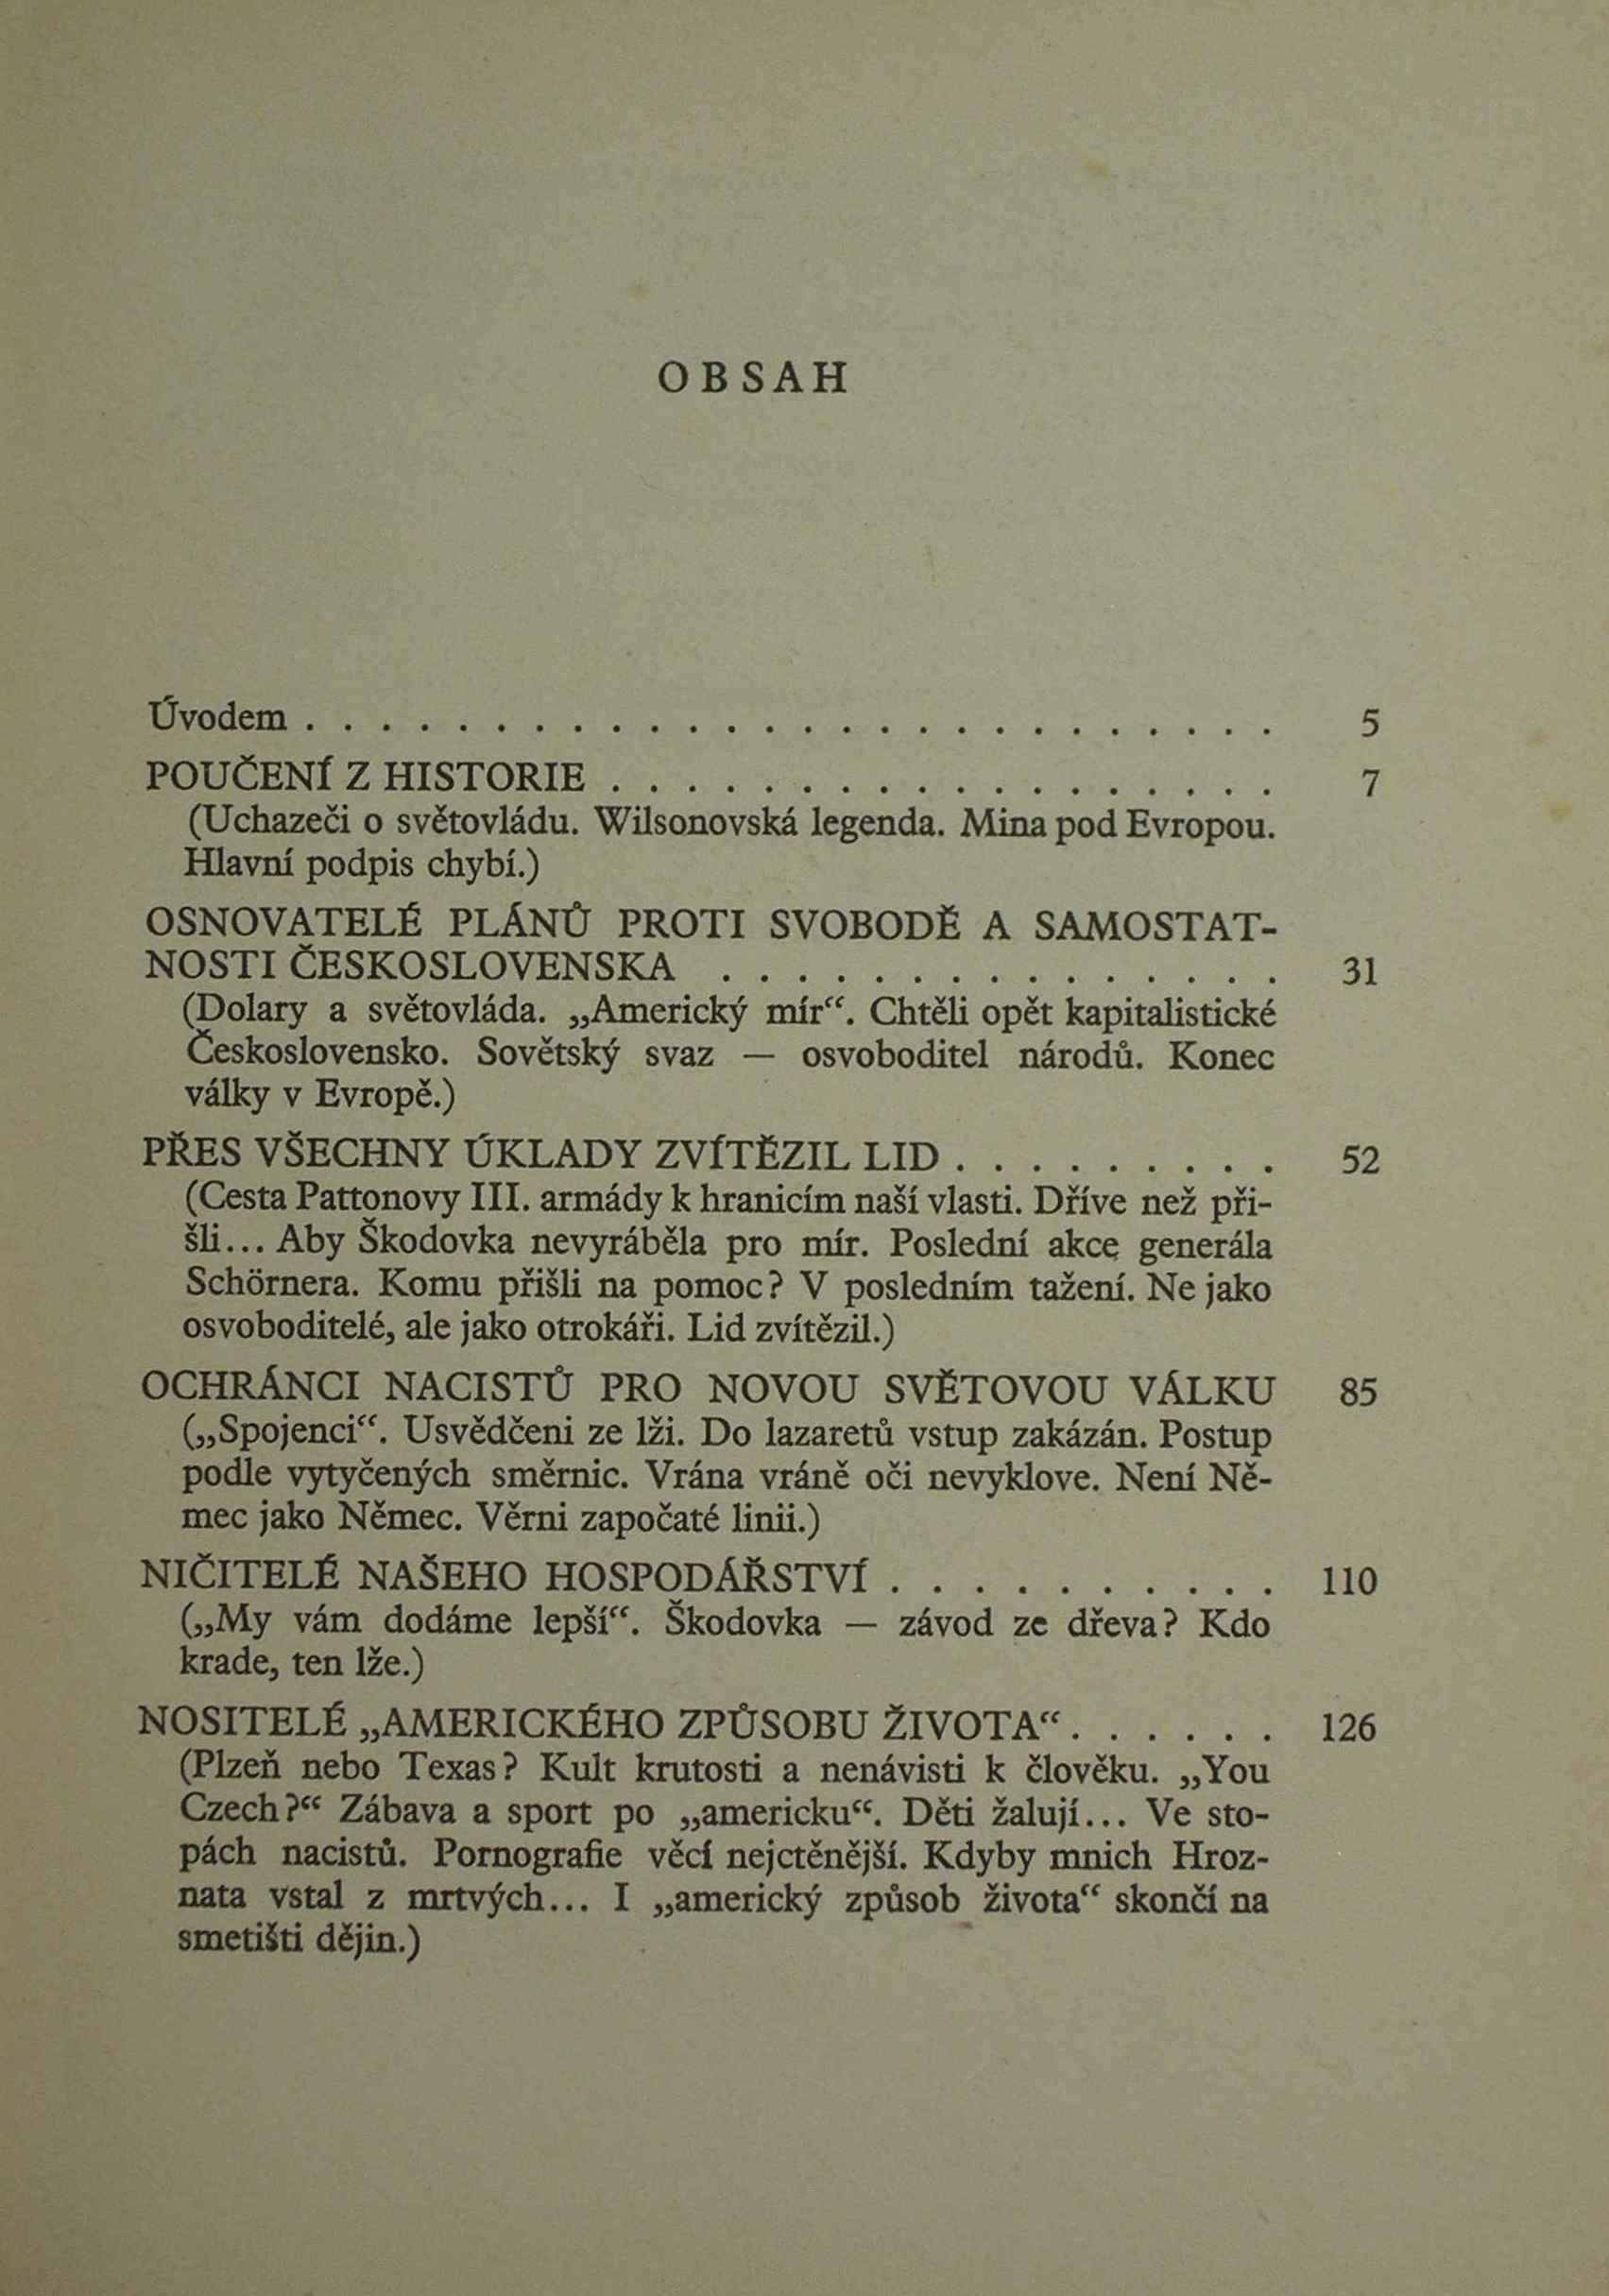 OBSAH
Úvodem . . . . . . . . . . . . . . . . . . . . . . . . . . 5
POUČENÍ Z HISTORIE . . . . . . . . . . . . . . . . . . 7
(Uchazeči o světovládu. Wilsonovská legenda. Mina pod Evropou.
Hlavní podpis chybí.)
OSNOVATELÉ PLÁNŮ PROTI SVOBODĚ A SAMOSTAT-
NOSTI ČESKOSLOVENSKA . . . . . . . . . . . . . . . 31
(Dolary a světovláda. „Americký mír“. Chtěli opět kapitalistické
Československo. Sovětský svaz — osvoboditel národů. Konec
války v Evropě.)
PŘES VŠECHNY ÚKLADY ZVÍTĚZIL LID . . . . . . . . . 52
(Cesta Pattonovy III. armády k hranicím naší vlasti. Dříve než při-
šli... Aby Škodovka nevyráběla pro mír. Poslední akce generála
Schörnera. Komu přišli na pomoc? V posledním tažení. Ne jako
osvoboditelé, ale jako otrokáři. Lid zvítězil.)
OCHRÁNCI NACISTŮ PRO NOVOU SVĚTOVOU VÁLKU 85
(„Spojenci“. Usvědčeni ze lži. Do lazaretů vstup zakázán. Postup
podle vytyčených směrnic. Vrána vráně oči nevyklove. Není Ně-
mec jako Němec. Věrni započaté linii.)
NIČITELÉ NAŠEHO HOSPODÁŘSTVÍ . . . . . . . . . . 110
(„My vám dodáme lepší“. Škodovka — závod ze dřeva? Kdo
krade, ten lže.)
NOSITELÉ „AMERICKÉHO ZPŮSOBU ŽIVOTA“ . . . . . . 126
(Plzeň nebo Texas? Kult krutosti a nenávisti k člověku. „You
Czech?“ Zábava a sport po „americku“. Děti žalují... Ve sto-
pách nacistů. Pornografie věcí nejctěnější. Kdyby mnich Hroz-
nata vstal z mrtvých... I „americký způsob života“ skončí na
smetišti dějin.)